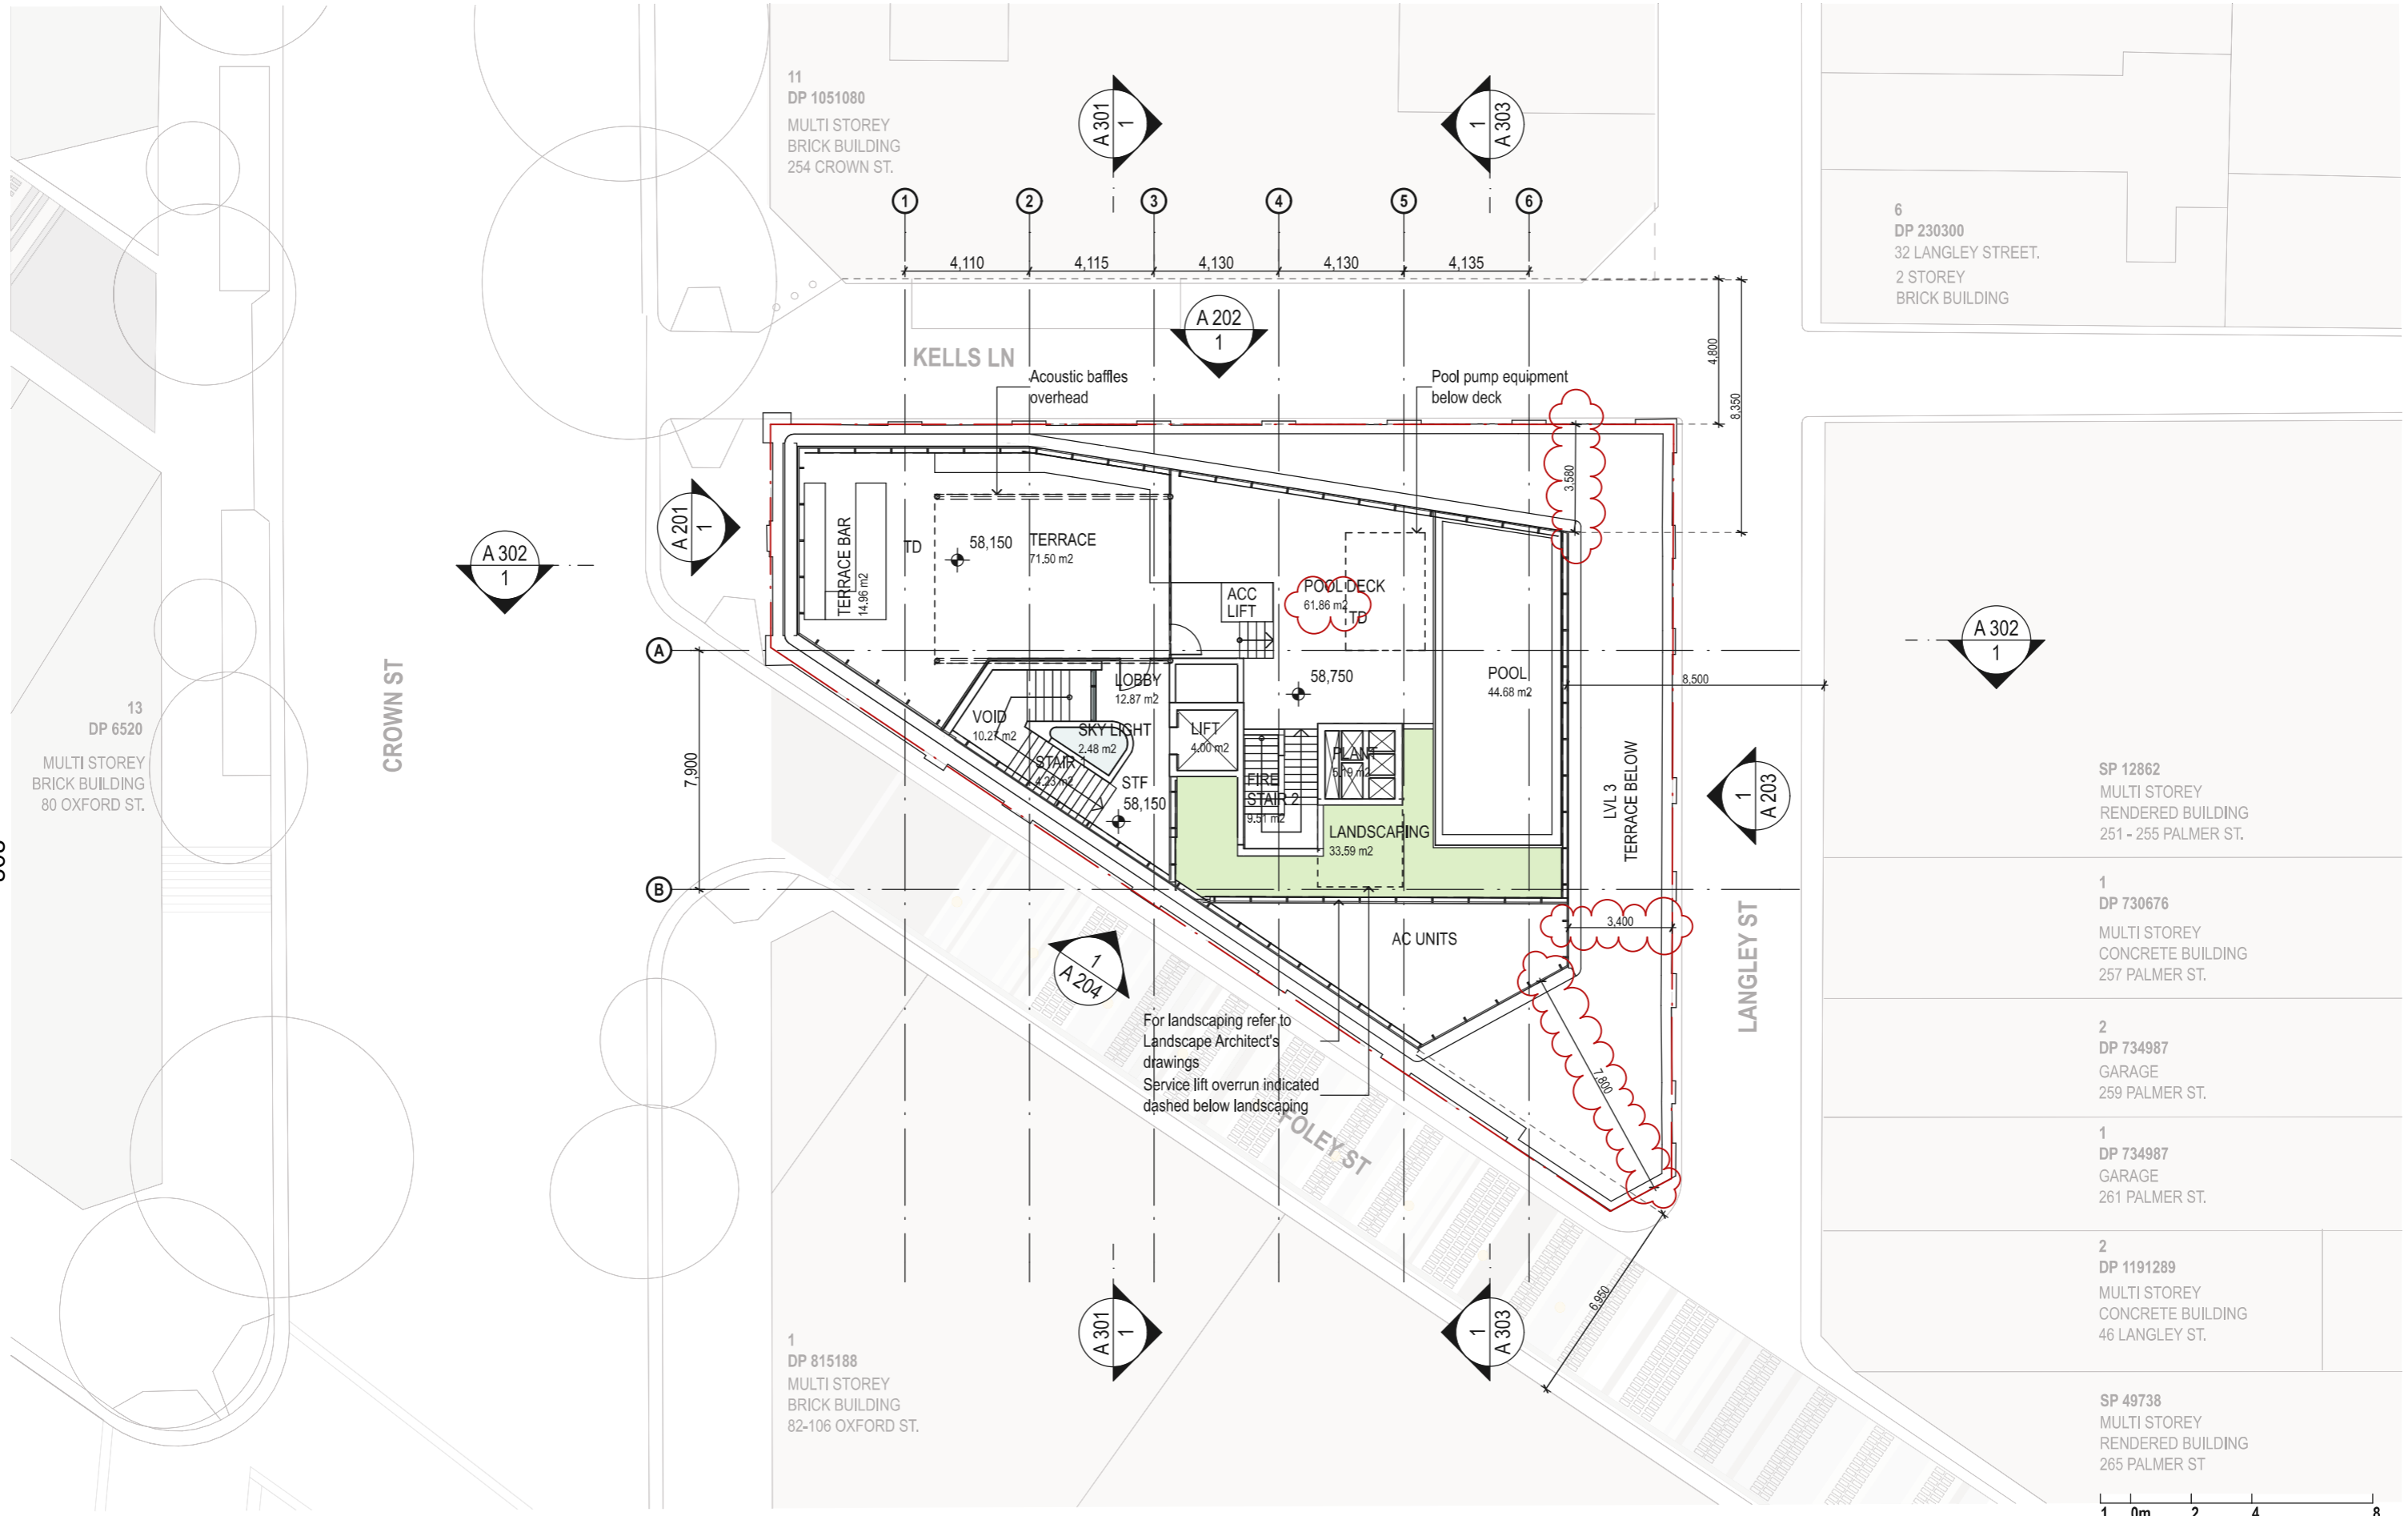 11
DP 1051080
MULTI STOREY
BRICK BUILDING
254 CROWN ST.
A 301
1
1
A 303
6
DP 230300
32 LANGLEY STREET.
2 STOREY
BRICK BUILDING
1
2
3
4
5
6
4,110
4,115
4,130
4,130
4,135
4,800
8,350
A 202
1
KELLS LN
Acoustic baffles
overhead
Pool pump equipment
below deck
3,580
A 201
1
A 302
1
TERRACE BAR
14.96 m2
TD
58,150
TERRACE
71.50 m2
ACC
LIFT
POOL DECK
61.86 m2
TD
A 302
1
A
LOBBY
12.87 m2
58,750
POOL
44.68 m2
8,500
CROWN ST
13
DP 6520
MULTI STOREY
BRICK BUILDING
80 OXFORD ST.
VOID
10.27 m2
SKY LIGHT
2.48 m2
LIFT
4.00 m2
STAIR 1
4.23 m2
PLANT
5.19 m2
7,900
STF
58,150
FIRE
STAIR 2
9.51 m2
LANDSCAPING
33.59 m2
LVL 3
TERRACE BELOW
1
A 203
SP 12862
MULTI STOREY
RENDERED BUILDING
251 - 255 PALMER ST.
B
1
DP 730676
MULTI STOREY
CONCRETE BUILDING
257 PALMER ST.
3,400
AC UNITS
LANGLEY ST
1
A 204
For landscaping refer to
Landscape Architect's
drawings
Service lift overrun indicated
dashed below landscaping
7,800
2
DP 734987
GARAGE
259 PALMER ST.
FOLEY ST
1
DP 734987
GARAGE
261 PALMER ST.
2
DP 1191289
MULTI STOREY
CONCRETE BUILDING
46 LANGLEY ST.
6,950
A 301
1
1
A 303
1
DP 815188
MULTI STOREY
BRICK BUILDING
82-106 OXFORD ST.
SP 49738
MULTI STOREY
RENDERED BUILDING
265 PALMER ST
1 0m 2 4 8